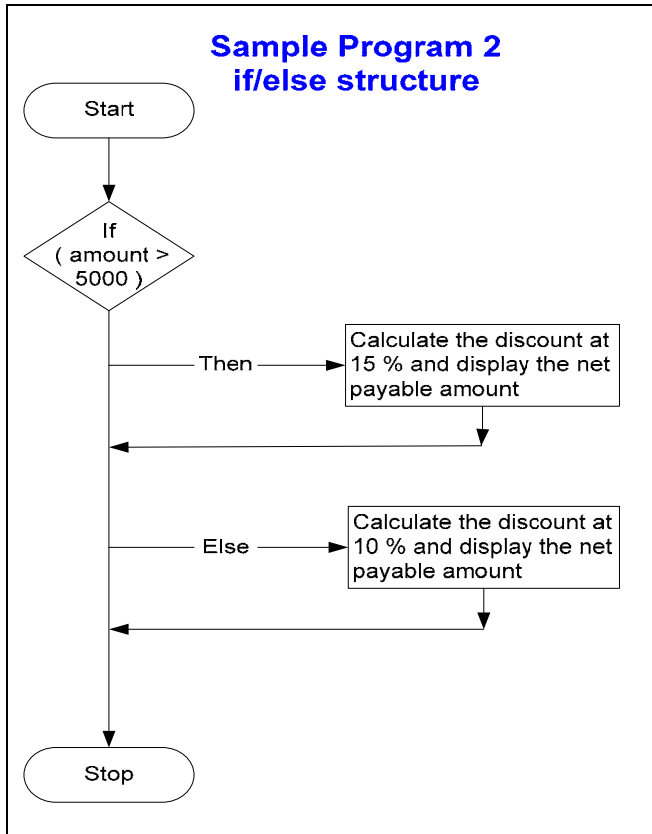 Sample Program 2
if/else structure
Start
If
( amount >
5000 )
Then
Calculate the discount at
15 % and display the net
payable amount
Else
Calculate the discount at
10 % and display the net
payable amount
Stop